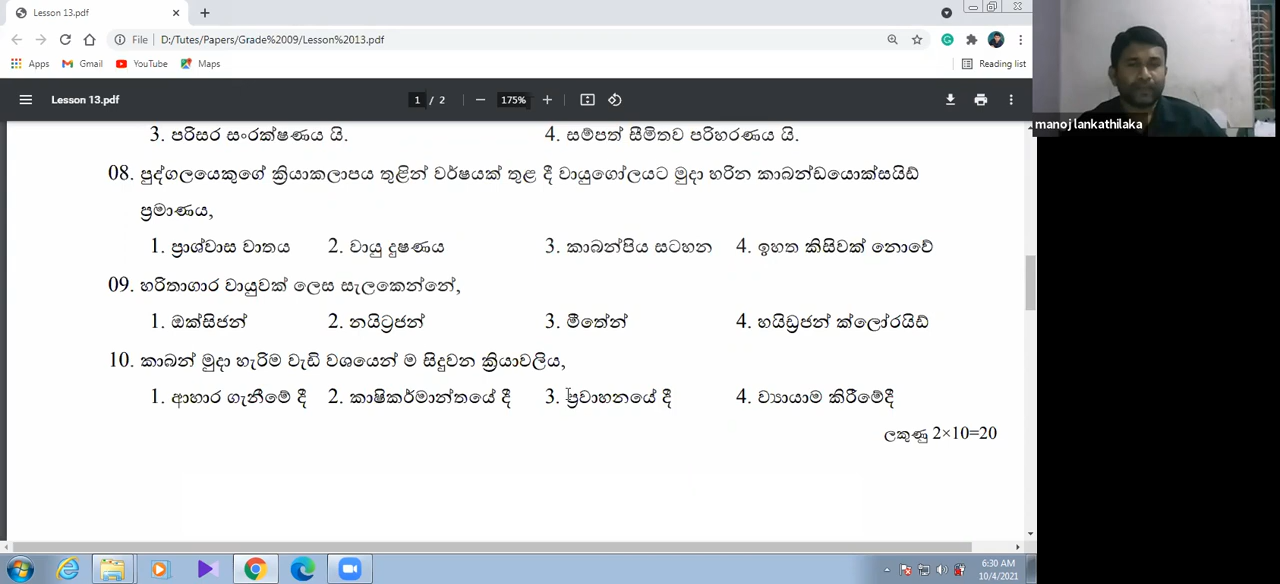 Lesson 13.pdf
File D:/Tutes/Papers/Grade%2009/Lesson%2013.pdf
Apps Gmail YouTube Maps Reading list
Lesson 13.pdf 1 / 2 175%
manoj lankathilaka
3. පරිසර සංරක්ෂණය යි. 4. සම්පත් සීමිතව පරිහරණය යි.
08. පුද්ගලයෙකුගේ ක්‍රියාකලාපය තුළින් වර්ෂයක් තුළ දී වායුගෝලයට මුදා හරින කාබන්ඩයොක්සයිඩ්
ප්‍රමාණය,
1. ප්‍රාශ්වාස වාතය 2. වායු දූෂණය 3. කාබන්පිය සටහන 4. ඉහත කිසිවක් නොවේ
09. හරිතාගාර වායුවක් ලෙස සැලකෙන්නේ,
1. ඔක්සිජන් 2. නයිට්‍රජන් 3. මීතේන් 4. හයිඩ්‍රජන් ක්ලෝරයිඩ්
10. කාබන් මුදා හැරිම වැඩි වශයෙන් ම සිදුවන ක්‍රියාවලිය,
1. ආහාර ගැනීමේ දී 2. කෘෂිකර්මාන්තයේ දී 3. ප්‍රවාහනයේ දී 4. ව්‍යායාම කිරීමේදී
ලකුණු 2×10=20
6:30 AM
10/4/2021